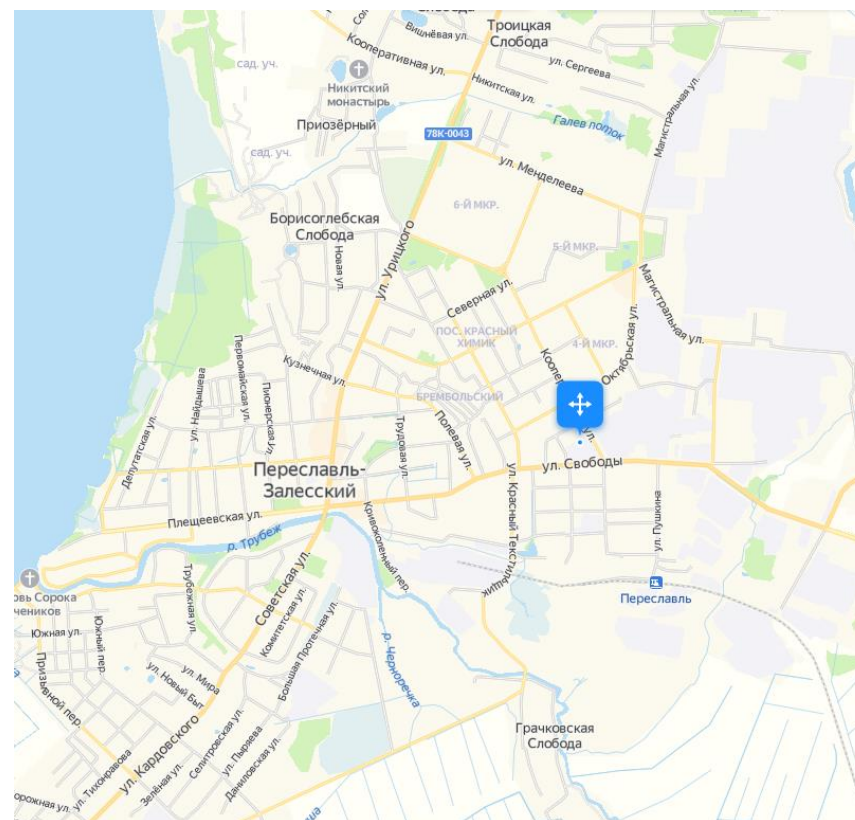 Троицкая
Слобода
Вишнёвая ул.
Кооперативная ул.
сад. уч.
ул. Сергеева
Никитская ул.
Никитский
монастырь
Магистральная ул.
Приозёрный
Галев поток
78К-0043
сад. уч.
ул. Менделеева
6-Й МКР.
Борисоглебская
Слобода
5-Й МКР.
Новая ул.
ул. Урицкого
Магистральная ул.
Северная ул.
ПОС. КРАСНЫЙ
ХИМИК
4-Й МКР.
Октябрьская ул.
Первомайская ул.
Кузнечная ул.
ул. Найдышева
Пионерская ул.
БРЕМБОЛЬСКИЙ
Депутатская ул.
Трудовая ул.
Полевая ул.
ул. Свободы
Переславль-
Залесский
ул. Красный Текстильщик
ул. Пушкина
Плещеевская ул.
Кривоколенный пер.
р. Трубеж
Трубежная ул.
Советская ул.
Переславль
Комитетская ул.
Большая Протечная ул.
Южная ул.
Южный пер.
р. Черноречка
ул. Мира
ул. Новый Быт
Призывной пер.
Селитровская ул.
Грачковская
Слобода
ул. Кардовского
ул. Пыряева
ул. Тихонравова
Зелёная ул.
Даниловская ул.